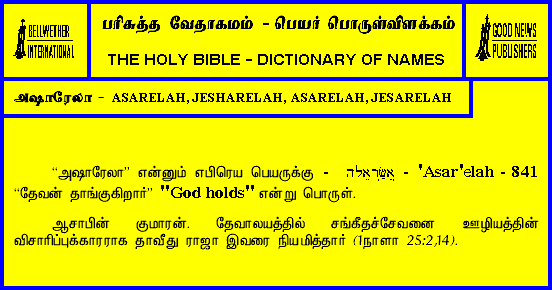 BELLWETHER
INTERNATIONAL
பரிசுத்த வேதாகமம் - பெயர் பொருள்விளக்கம்
THE HOLY BIBLE - DICTIONARY OF NAMES
GOOD NEWS
PUBLISHERS
அஷாரேலா - ASARELAH, JESHARELAH, ASARELAH, JESARELAH
“அஷாரேலா” என்னும் எபிரெய பெயருக்கு - אֲשַׂרְאֵלָה - 'Asar'elah - 841
“தேவன் தாங்குகிறார்” "God holds" என்று பொருள்.
ஆசாபின் குமாரன். தேவாலயத்தில் சங்கீதச்சேவனை ஊழியத்தின்
விசாரிப்புக்காரராக தாவீது ராஜா இவரை நியமித்தார் (1நாளா 25:2,14).